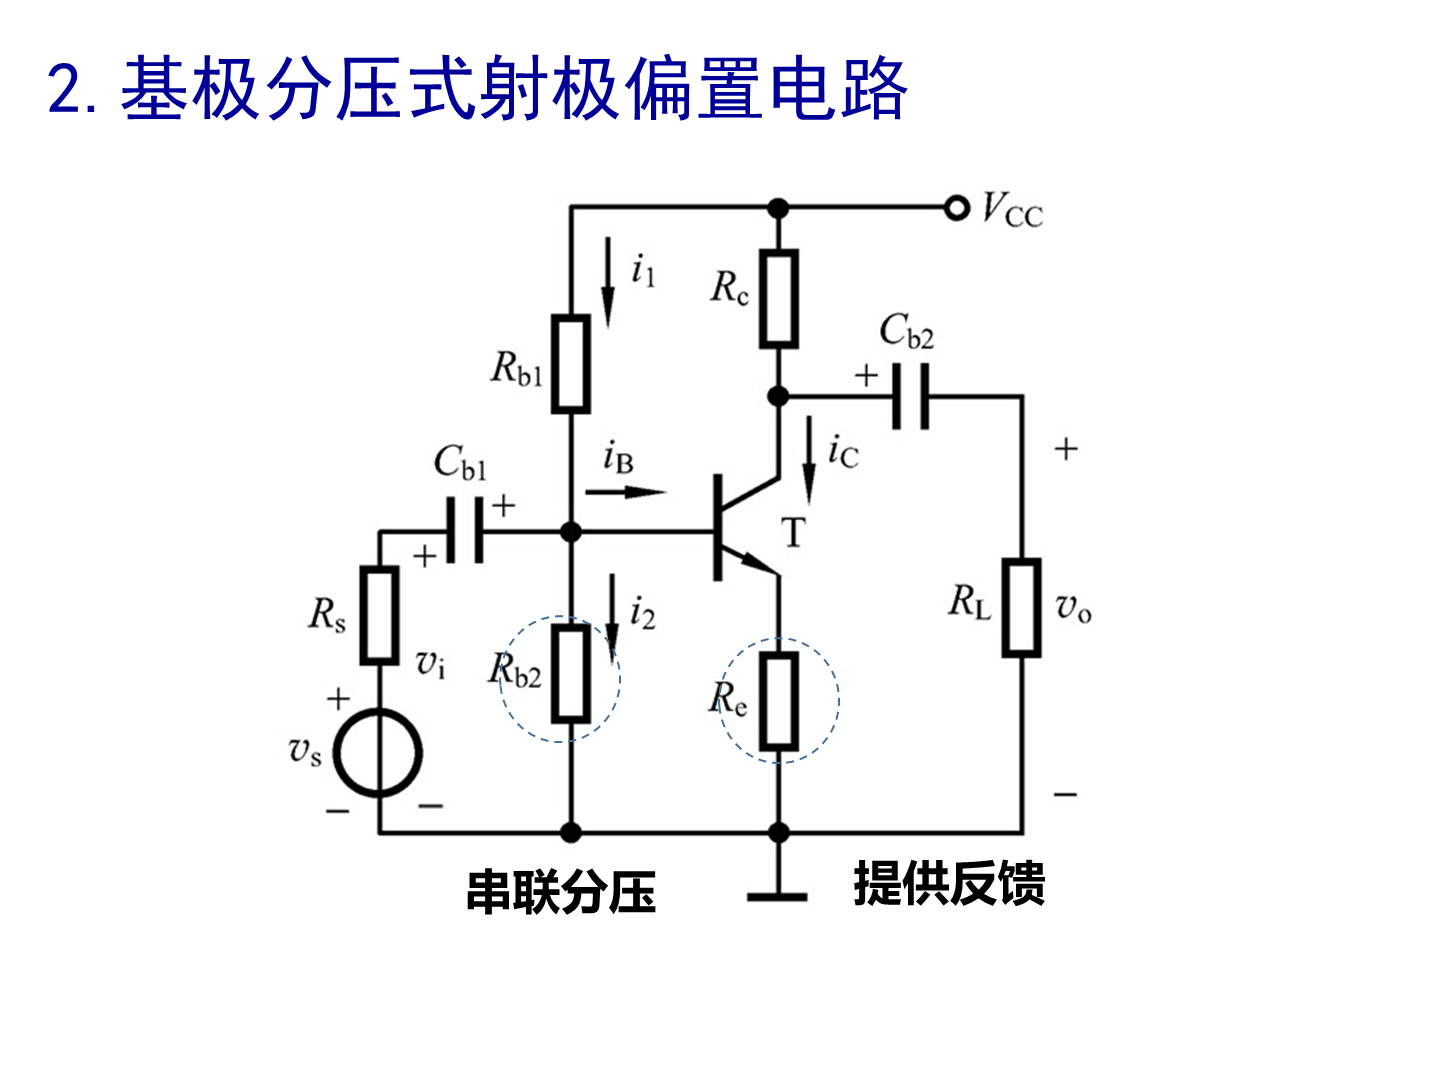 2. 基极分压式射极偏置电路
VCC
i1
Rc
Cb2
Rb1
+
iB
iC
+
Cb1
+
T
+
i2
RL
vo
Rs
vi
Rb2
Re
+
vs
−
−
−
串联分压
提供反馈